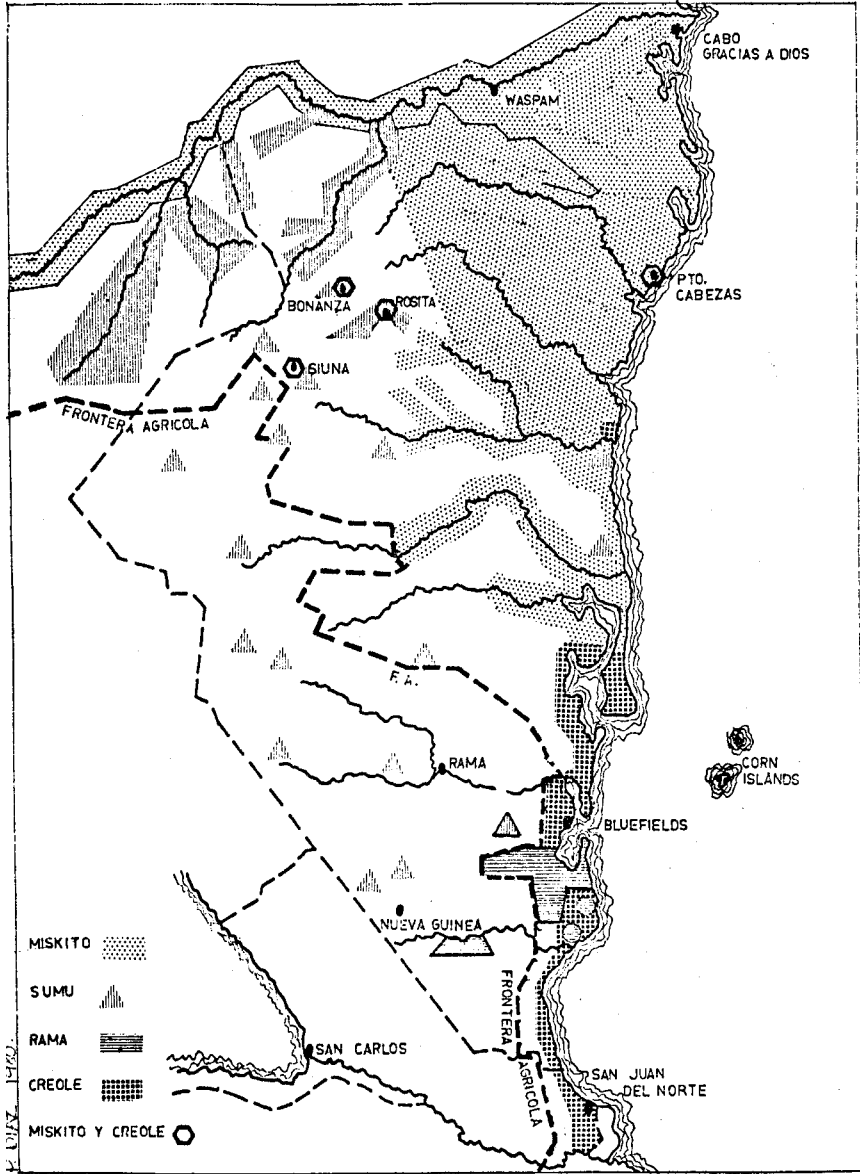 CABO
GRACIAS A DIOS
WASPAM
PTO.
CABEZAS
BONANZA
ROSITA
SIUNA
FRONTERA AGRICOLA
F. A.
RAMA
CORN
ISLANDS
BLUEFIELDS
NUEVA GUINEA
FRONTERA
AGRICOLA
SAN CARLOS
SAN JUAN
DEL NORTE
MISKITO
SUMU
RAMA
CREOLE
MISKITO Y CREOLE